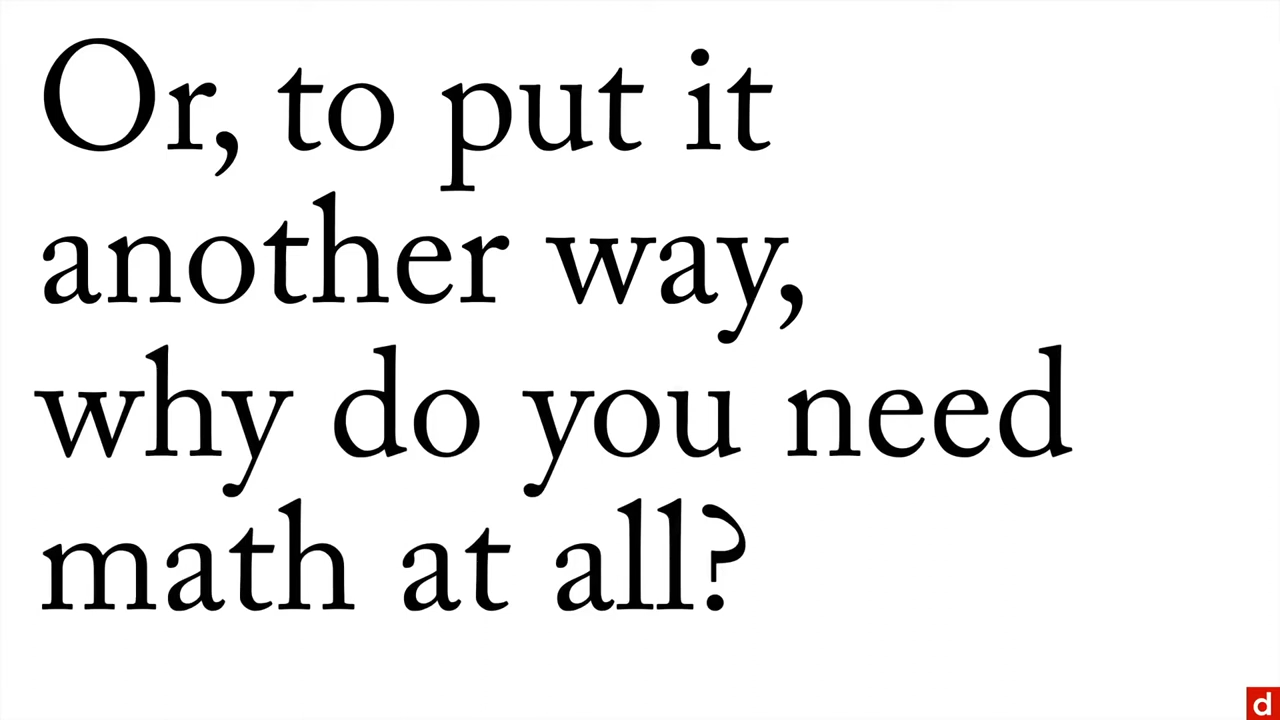 Or, to put it
another way,
why do you need
math at all?
d